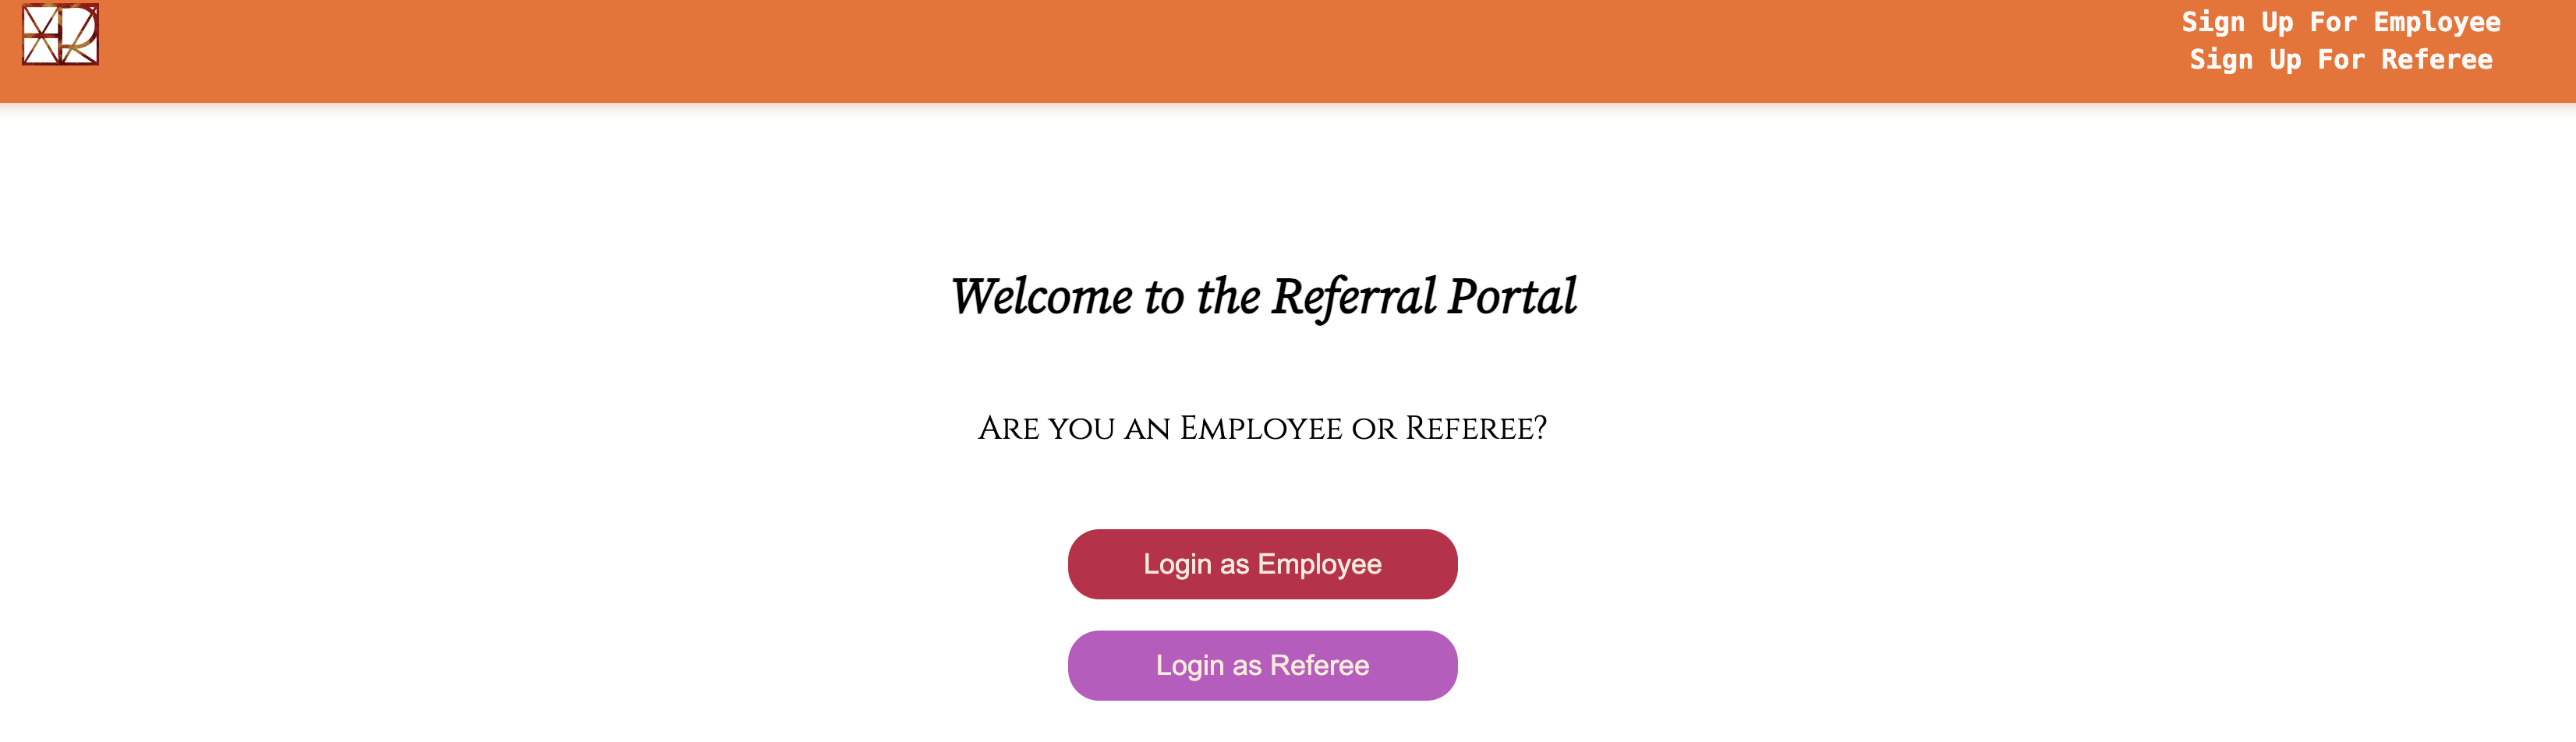 Sign Up For Employee
Sign Up For Referee
Welcome to the Referral Portal
Are you an Employee or Referee?
Login as Employee
Login as Referee